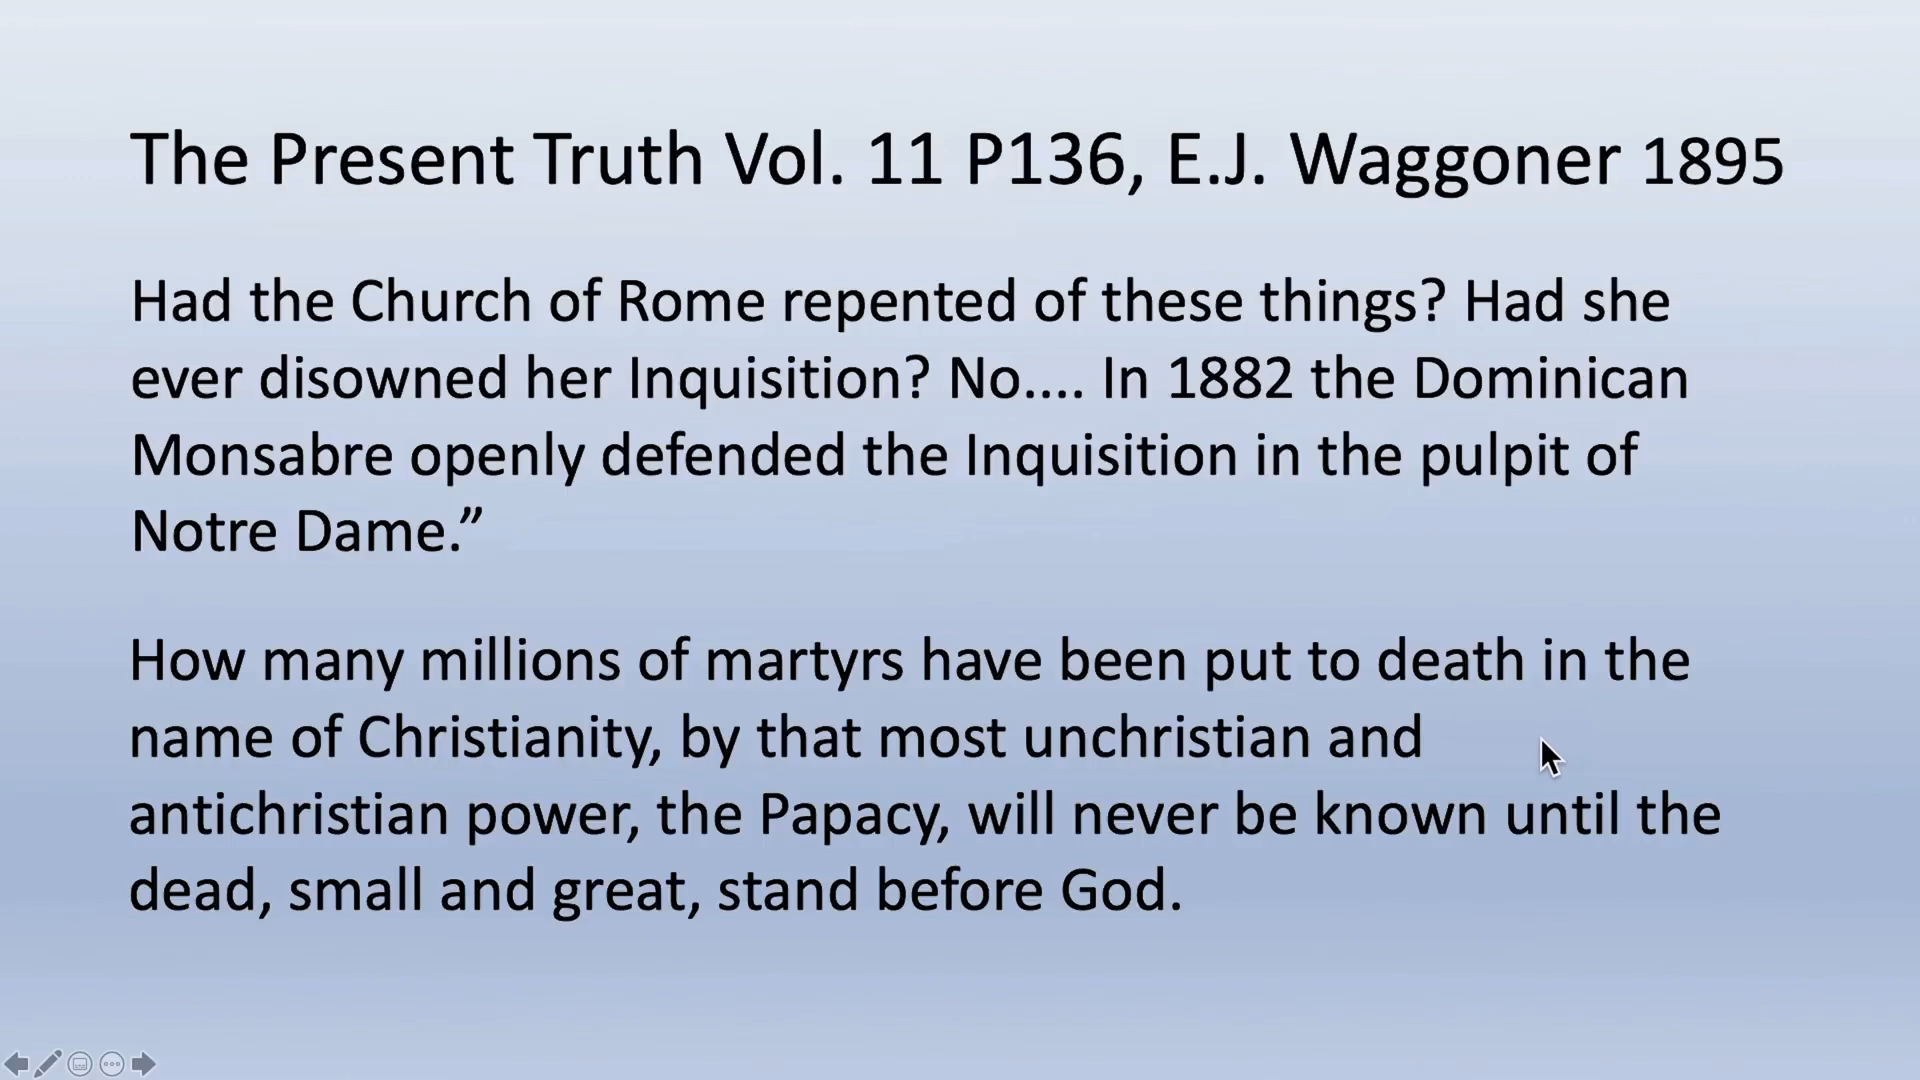 The Present Truth Vol. 11 P136, E.J. Waggoner 1895
Had the Church of Rome repented of these things? Had she
ever disowned her Inquisition? No.... In 1882 the Dominican
Monsabre openly defended the Inquisition in the pulpit of
Notre Dame.”
How many millions of martyrs have been put to death in the
name of Christianity, by that most unchristian and
antichristian power, the Papacy, will never be known until the
dead, small and great, stand before God.